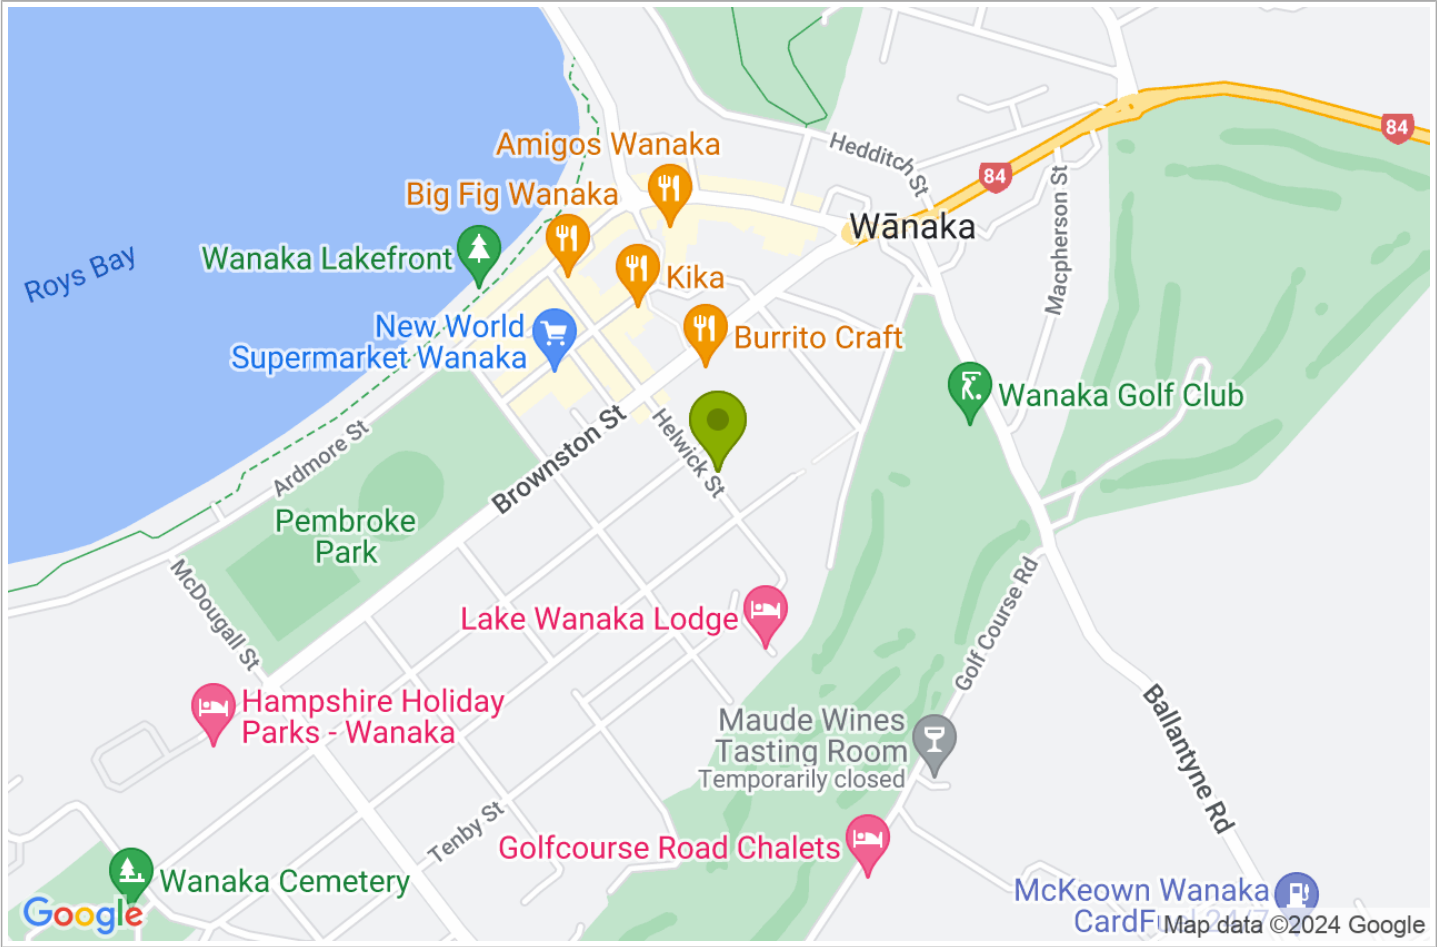 84
Hedditch St
Amigos Wanaka
84
Big Fig Wanaka
Macpherson St
Wānaka
Wanaka Lakefront
Roys Bay
Kika
New World
Supermarket Wanaka
Burrito Craft
Wanaka Golf Club
Helwick St
Brownston St
Ardmore St
Pembroke
Park
McDougall St
Lake Wanaka Lodge
Golf Course Rd
Hampshire Holiday
Parks - Wanaka
Maude Wines
Tasting Room
Temporarily closed
Ballantyne Rd
Tenby St
Golfcourse Road Chalets
Wanaka Cemetery
McKeown Wanaka
CardFuel 24/7
Google
Map data ©2024 Google